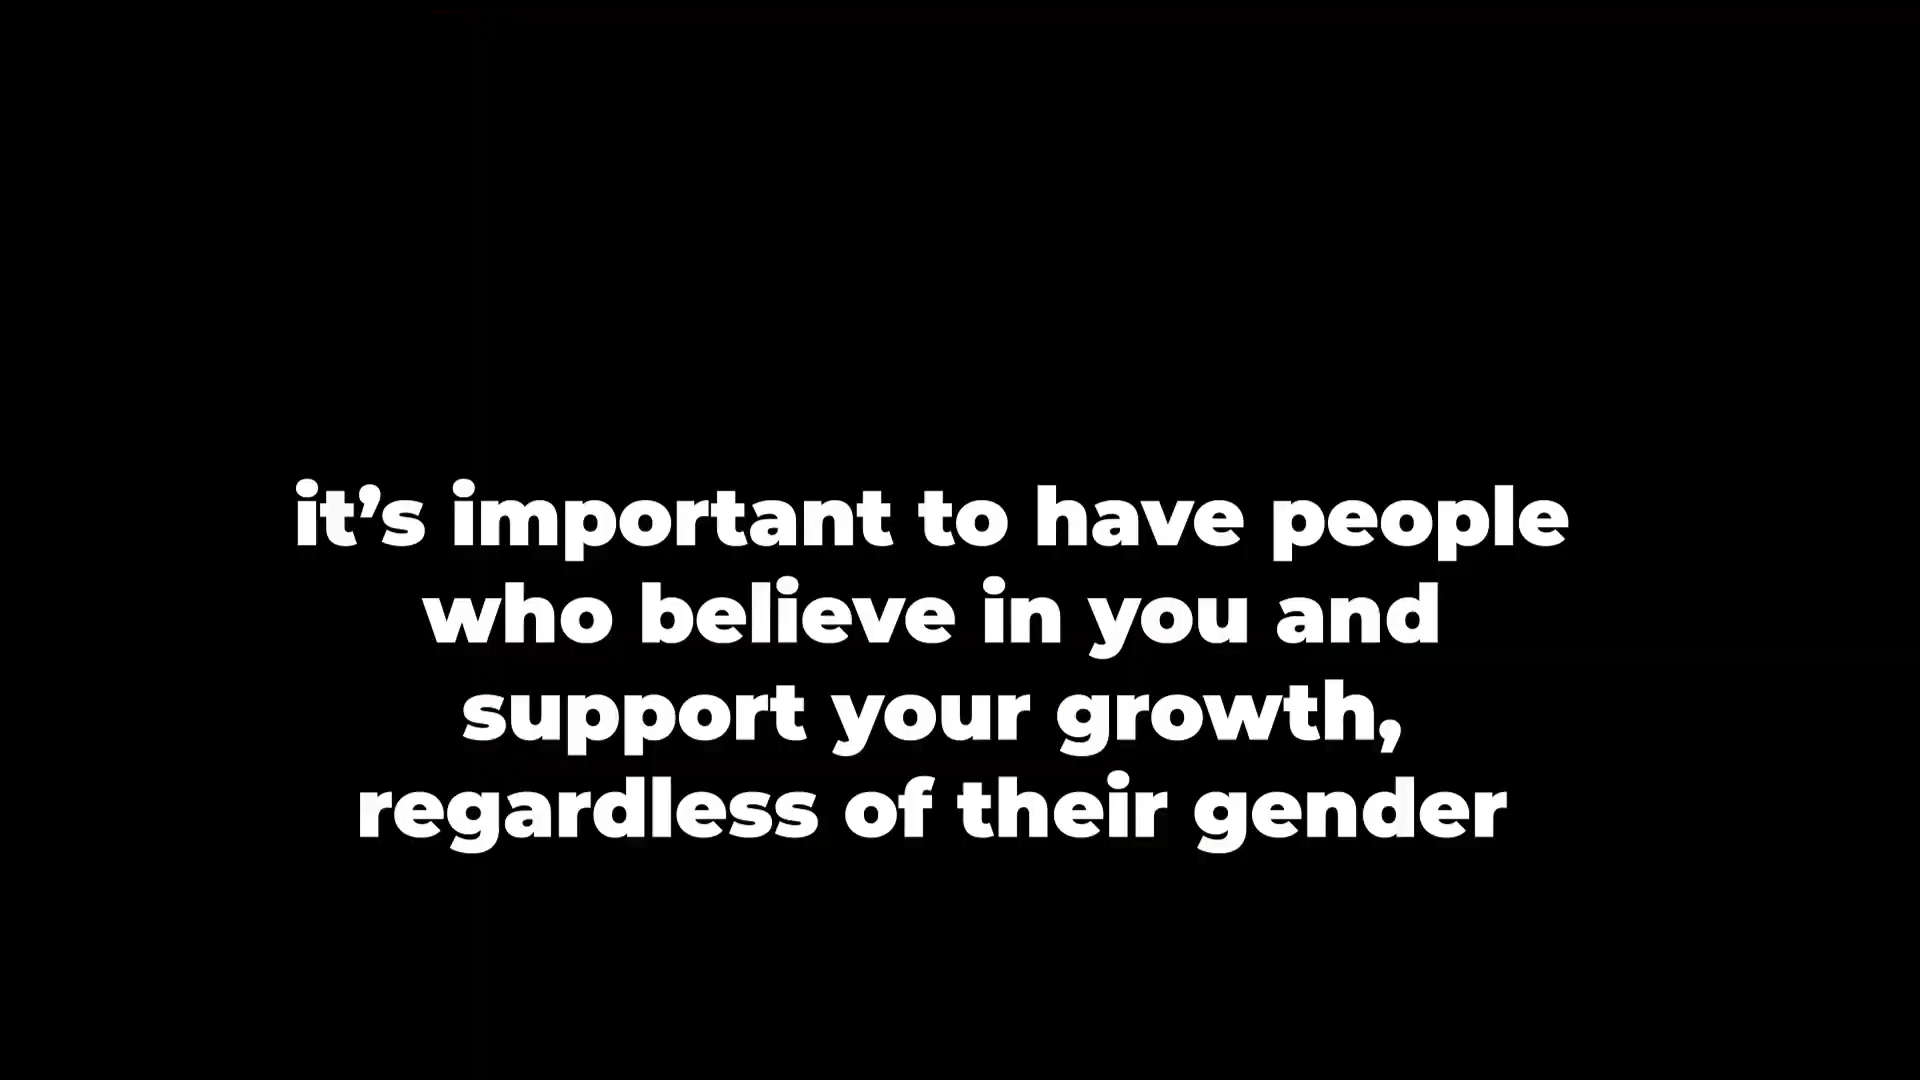 it’s important to have people
who believe in you and
support your growth,
regardless of their gender